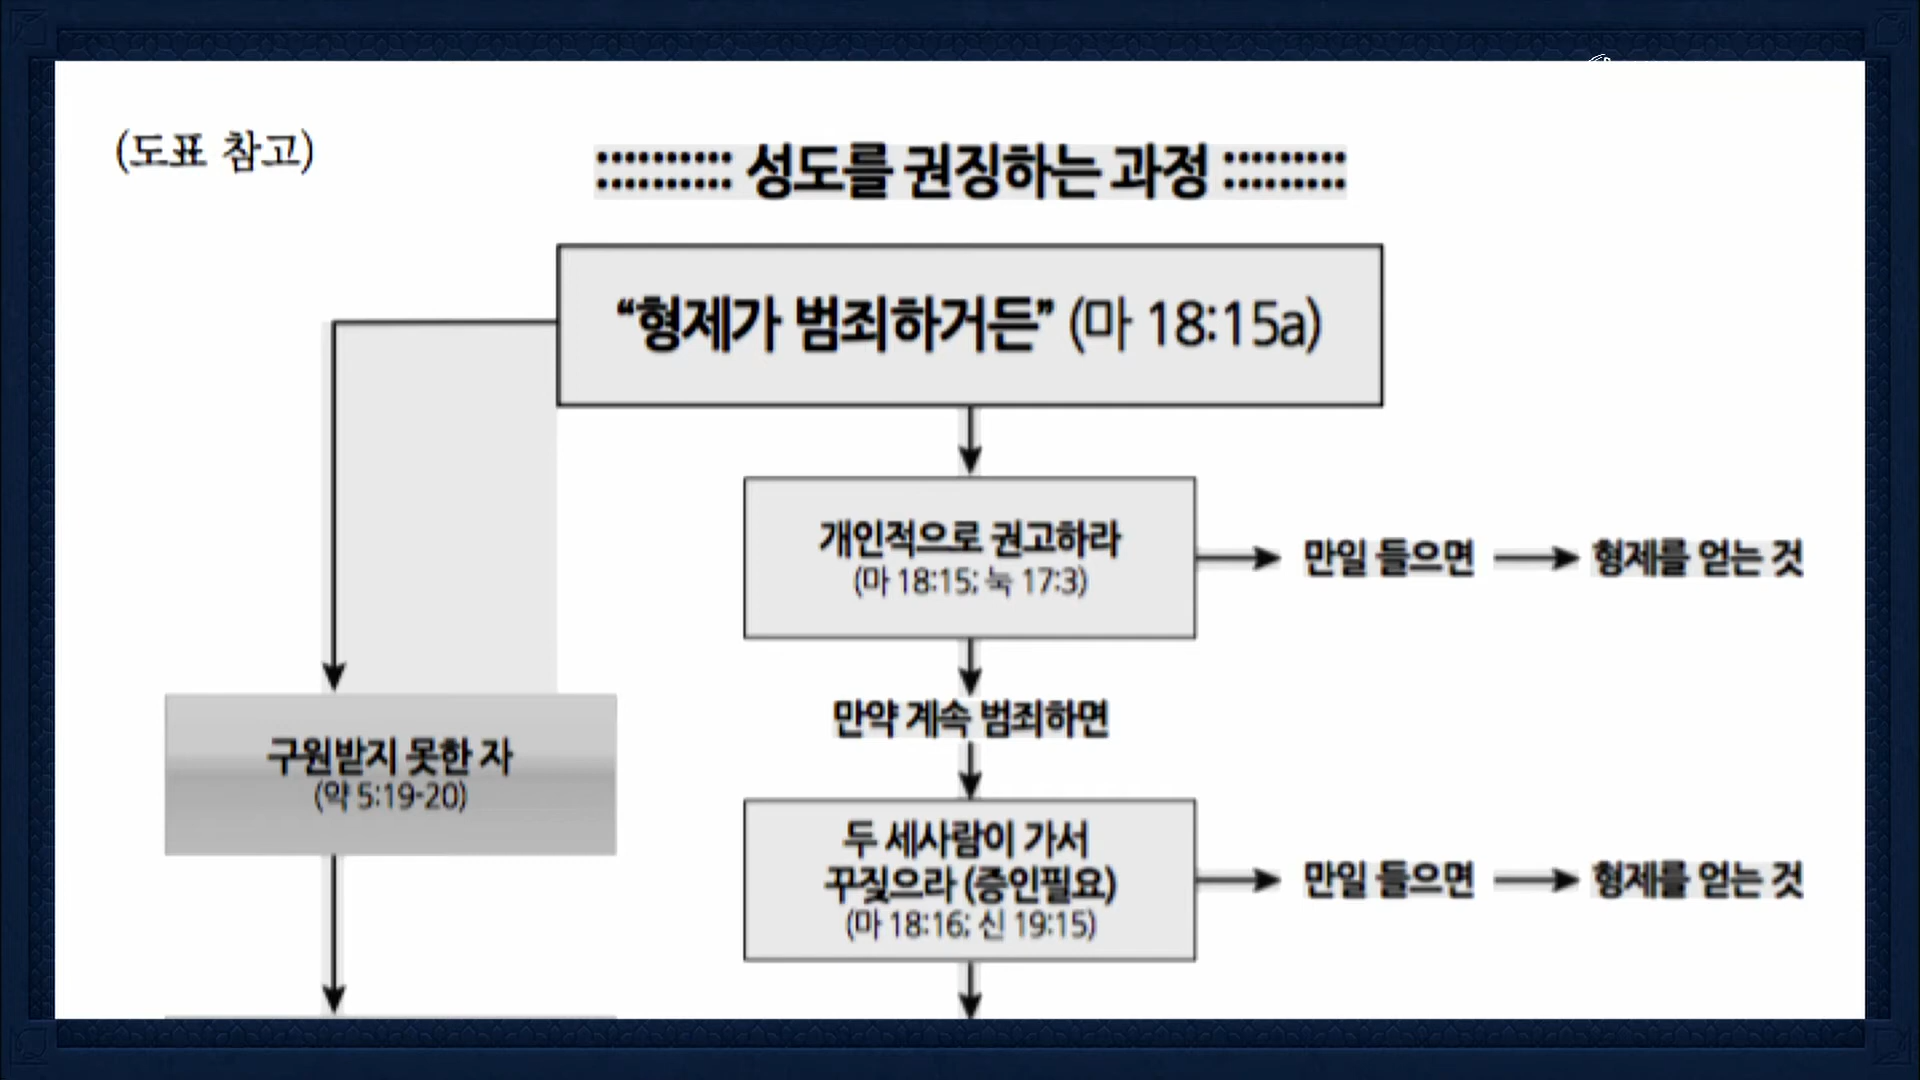 (도표 참고)
성도를 권징하는 과정
“형제가 범죄하거든” (마 18:15a)
개인적으로 권고하라
(마 18:15; 눅 17:3)
만일 들으면
형제를 얻는 것
만약 계속 범죄하면
구원받지 못한 자
(약 5:19-20)
두 세사람이 가서
꾸짖으라 (증인필요)
(마 18:16; 신 19:15)
만일 들으면
형제를 얻는 것